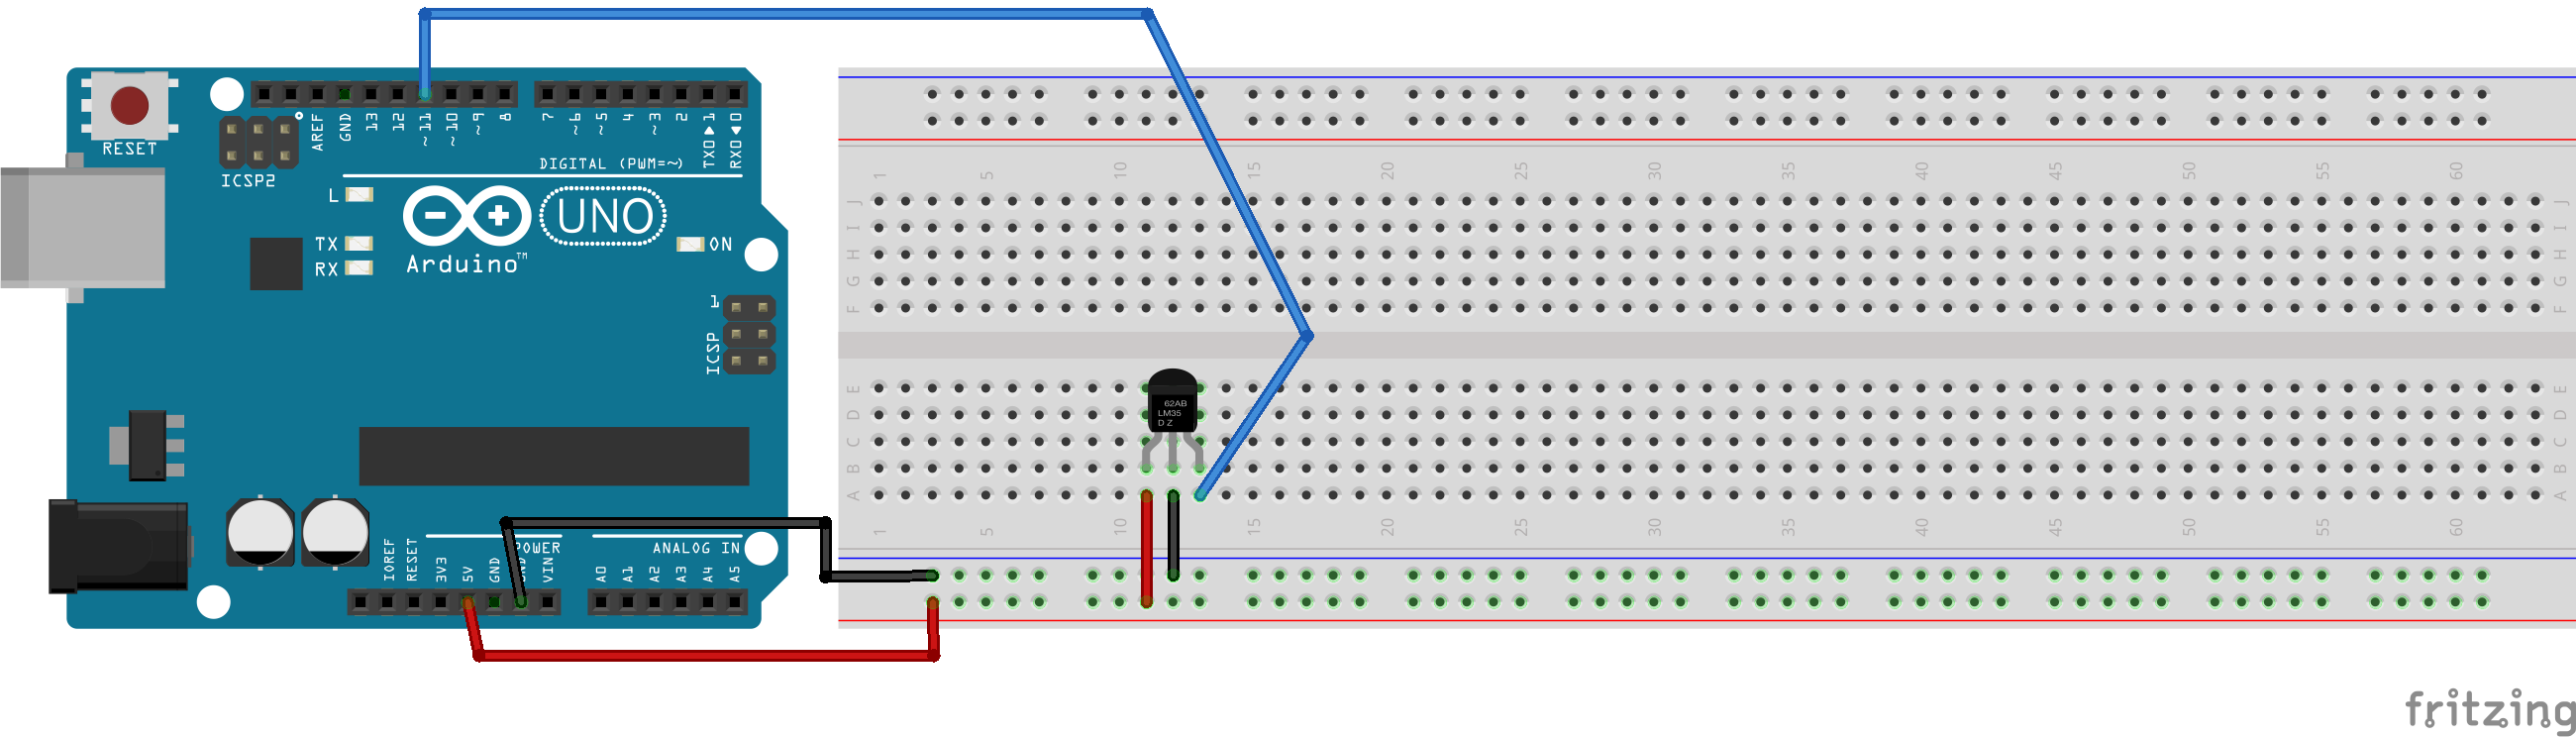 RESET
ICSP2
AREF
GND
13
12
~11
~10
~9
8
7
~6
~5
4
~3
2
TX0▶1
RX0◀0
DIGITAL (PWM=~)
L
TX
RX
Arduino™
UNO
ON
1
ICSP
IOREF
RESET
3V3
5V
GND
VIN
POWER
ANALOG IN
A0
A1
A2
A3
A4
A5
1 5 10 15 20 25 30 35 40 45 50 55 60
J J
I I
H H
G G
F F
62AB
LM35
D Z
E E
D D
C C
B B
A A
1 5 10 15 20 25 30 35 40 45 50 55 60
fritzing